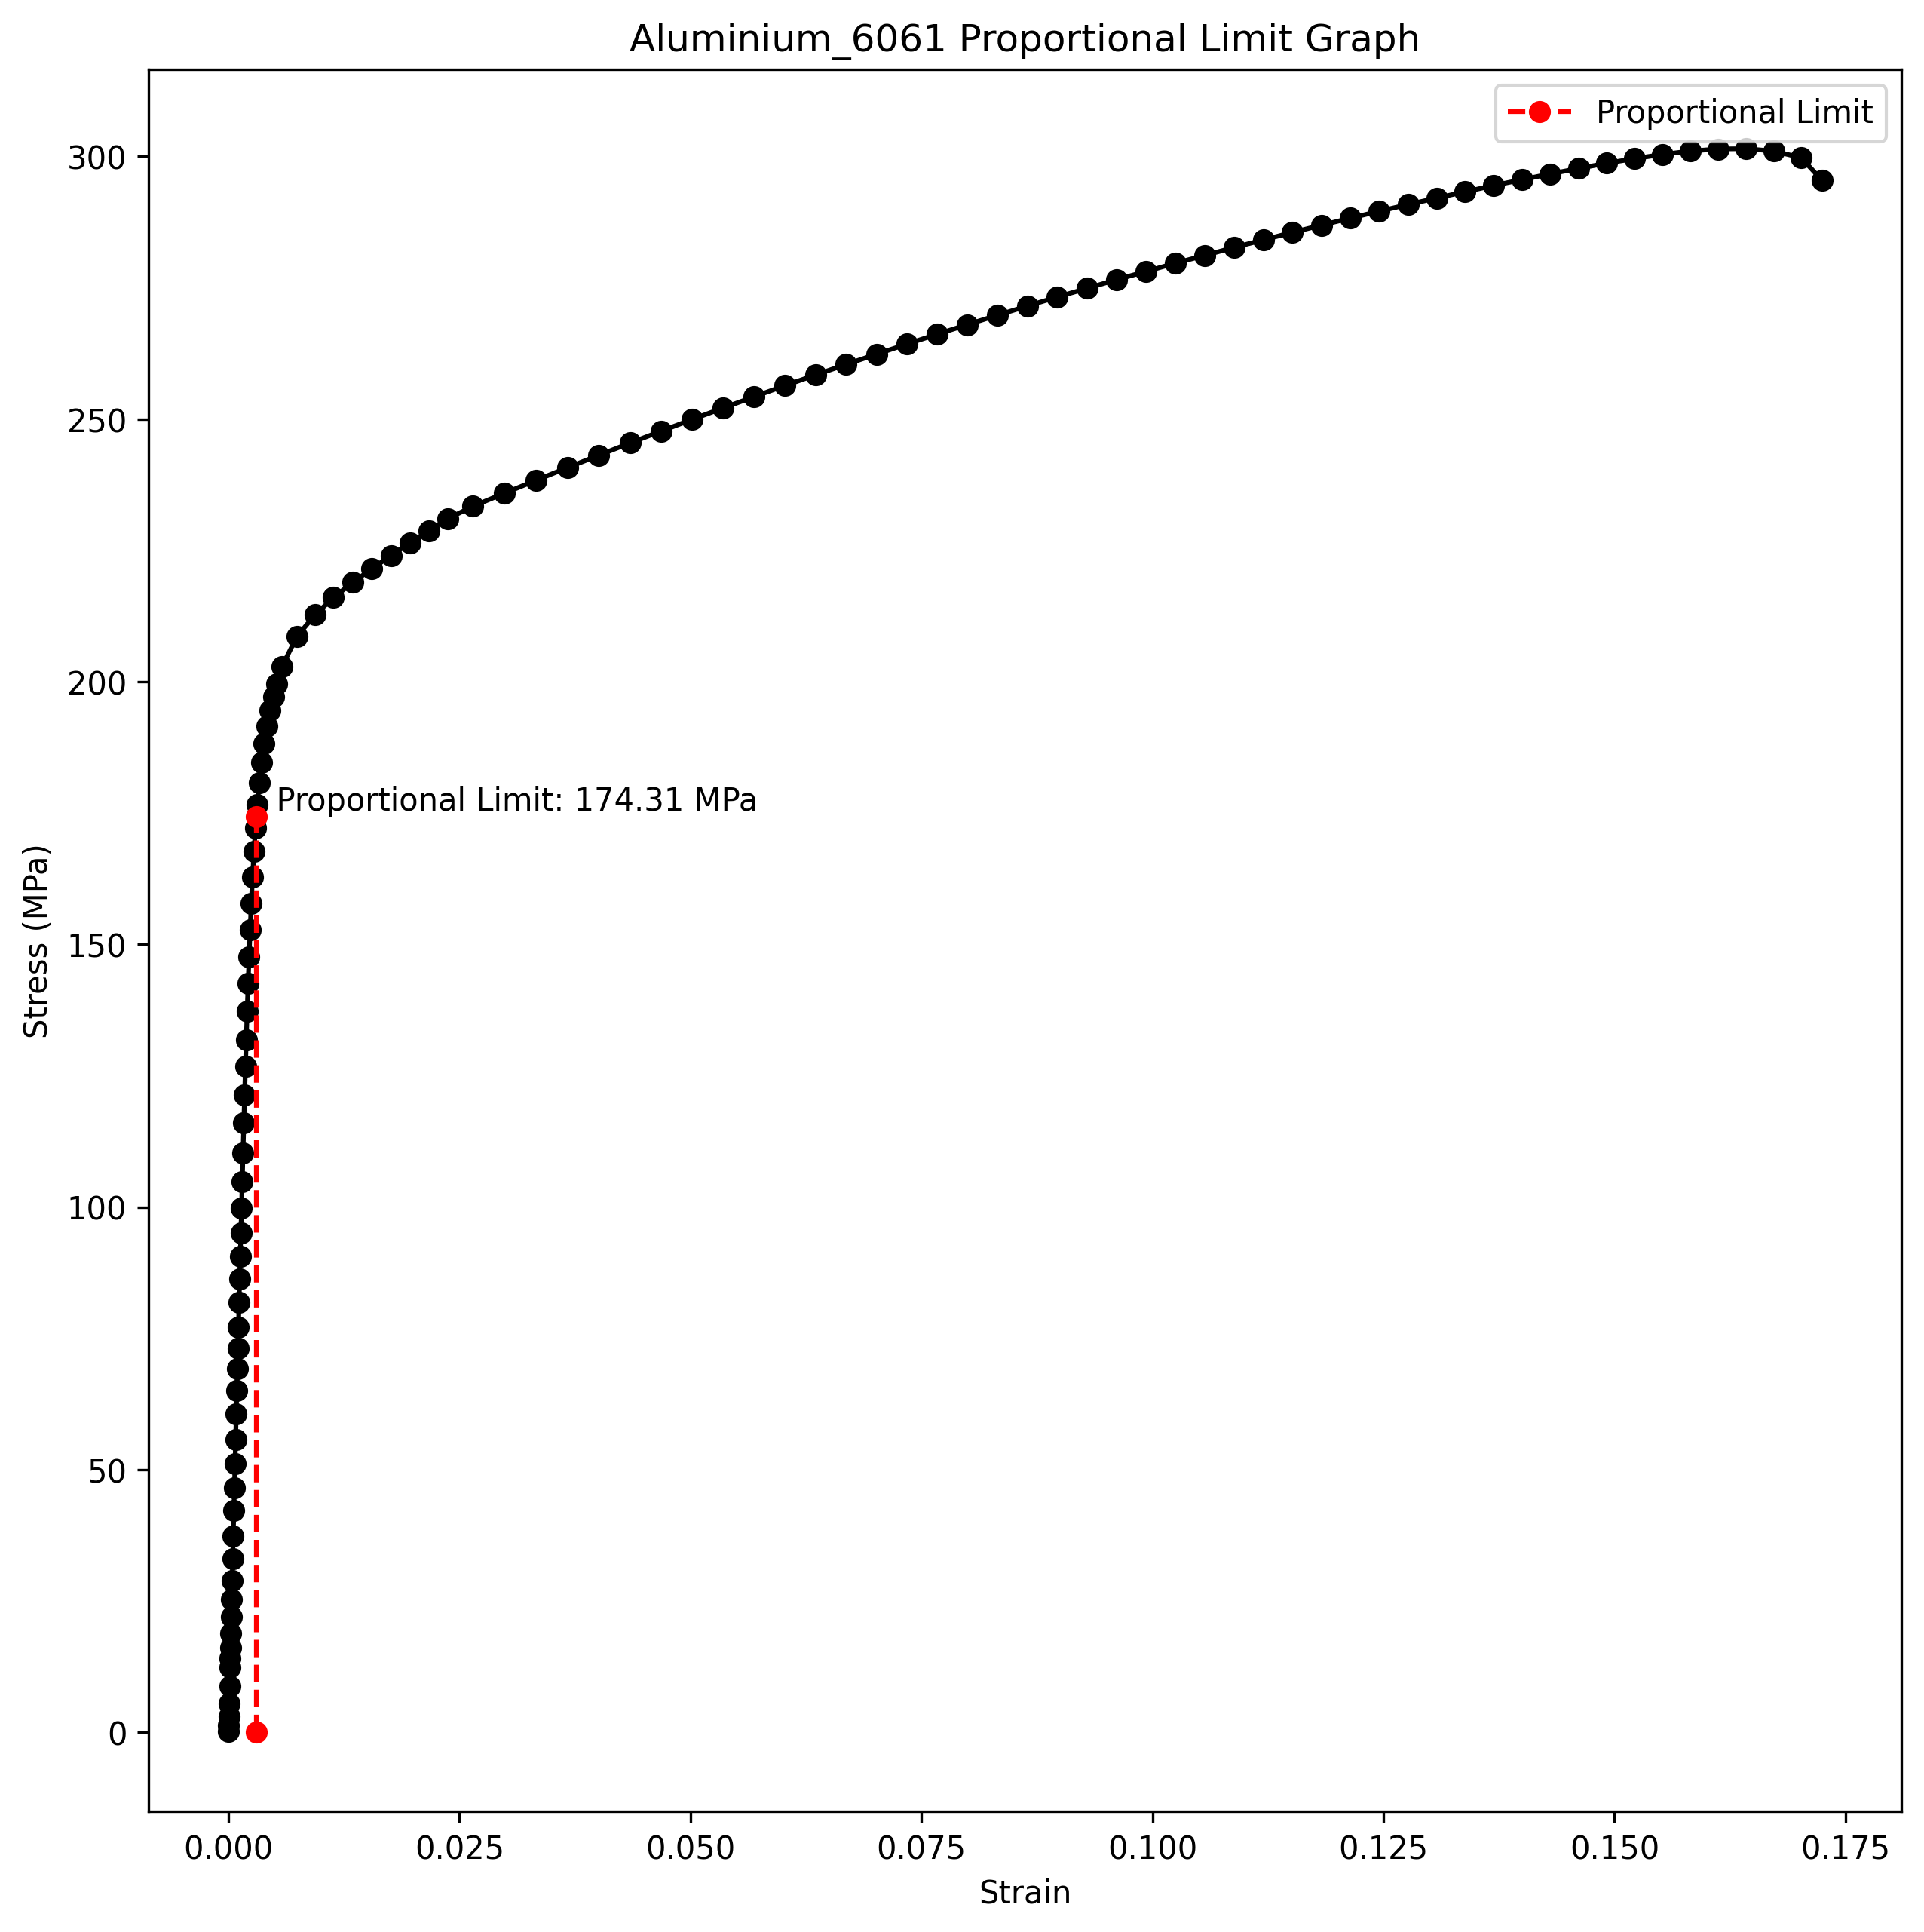 Aluminium_6061 Proportional Limit Graph
Proportional Limit
300
250
200
Proportional Limit: 174.31 MPa
Stress (MPa)
150
100
50
0
0.000 0.025 0.050 0.075 0.100 0.125 0.150 0.175
Strain